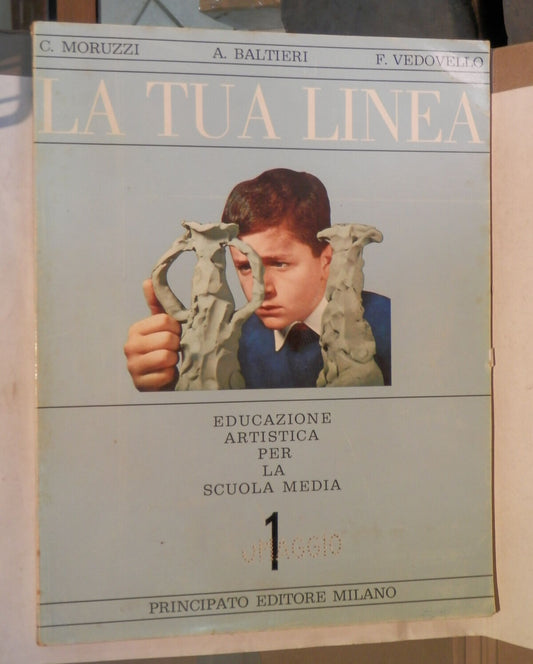 C. MORUZZI A. BALTIERI F. VEDOVELLO
LA TUA LINEA
EDUCAZIONE
ARTISTICA
PER
LA
SCUOLA MEDIA
1
OMAGGIO
PRINCIPATO EDITORE MILANO